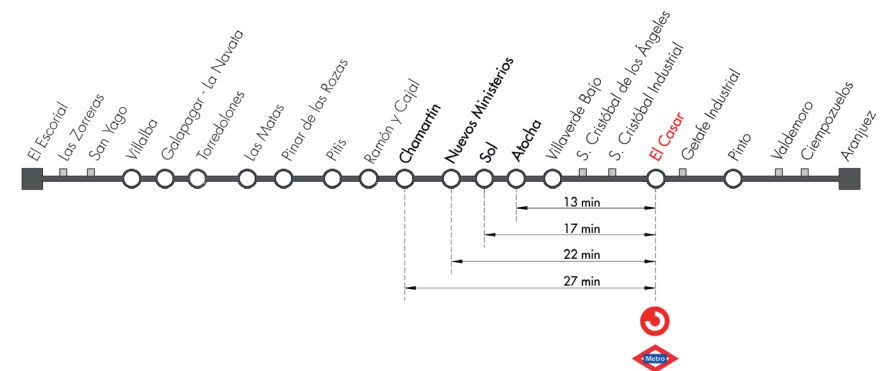 El Escorial
Las Zorreras
San Yago
Villalba
Galapagar - La Navata
Torredolones
Las Matas
Pinar de las Rozas
Pitis
Ramón y Cajal
Chamartín
Nuevos Ministerios
Sol
Atocha
Villaverde Bajo
S. Cristóbal de los Ángeles
S. Cristóbal Industrial
El Casar
Getafe Industrial
Pinto
Valdemoro
Ciempozuelos
Aranjuez
13 min
17 min
22 min
27 min
Metro